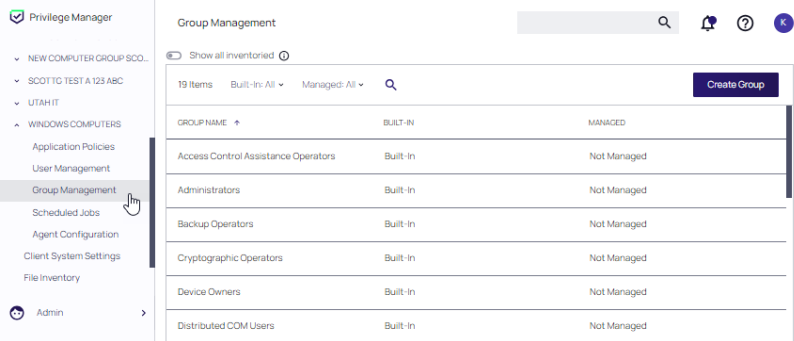 Privilege Manager
NEW COMPUTER GROUP SCO...
SCOTTG TEST A 123 ABC
UTAH IT
WINDOWS COMPUTERS
Application Policies
User Management
Group Management
Scheduled Jobs
Agent Configuration
Client System Settings
File Inventory
Admin
Group Management
K
Show all inventoried
19 Items Built-In: All Managed: All Create Group
GROUP NAME BUILT-IN MANAGED
Access Control Assistance Operators Built-In Not Managed
Administrators Built-In Not Managed
Backup Operators Built-In Not Managed
Cryptographic Operators Built-In Not Managed
Device Owners Built-In Not Managed
Distributed COM Users Built-In Not Managed